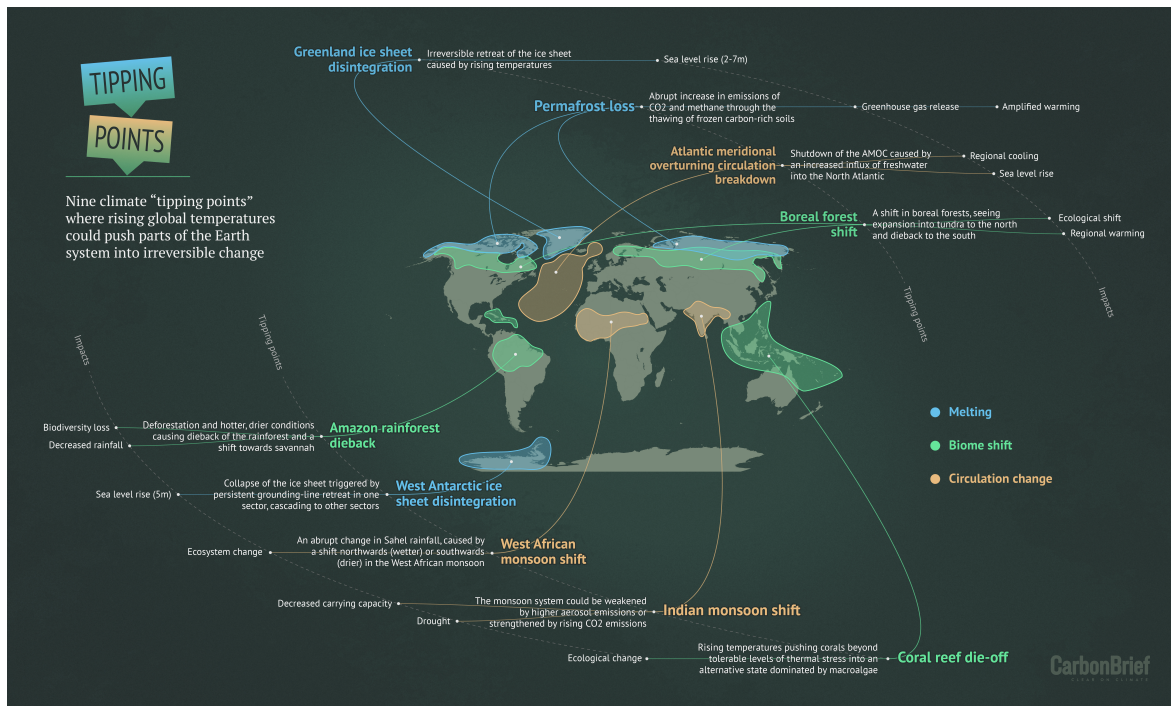 TIPPING
POINTS
Nine climate “tipping points”
where rising global temperatures
could push parts of the Earth
system into irreversible change
Greenland ice sheet
disintegration
Irreversible retreat of the ice sheet
caused by rising temperatures
Sea level rise (2-7m)
Permafrost loss
Abrupt increase in emissions of
CO2 and methane through the
thawing of frozen carbon-rich soils
Greenhouse gas release
Amplified warming
Atlantic meridional
overturning circulation
breakdown
Shutdown of the AMOC caused by
an increased influx of freshwater
into the North Atlantic
Regional cooling
Sea level rise
Boreal forest
shift
A shift in boreal forests, seeing
expansion into tundra to the north
and dieback to the south
Ecological shift
Regional warming
Tipping points
Impacts
Impacts
Tipping points
Melting
Biome shift
Circulation change
Biodiversity loss
Decreased rainfall
Deforestation and hotter, drier conditions
causing dieback of the rainforest and a
shift towards savannah
Amazon rainforest
dieback
Sea level rise (5m)
Collapse of the ice sheet triggered by
persistent grounding-line retreat in one
sector, cascading to other sectors
West Antarctic ice
sheet disintegration
Ecosystem change
An abrupt change in Sahel rainfall, caused by
a shift northwards (wetter) or southwards
(drier) in the West African monsoon
West African
monsoon shift
Decreased carrying capacity
Drought
The monsoon system could be weakened
by higher aerosol emissions or
strengthened by rising CO2 emissions
Indian monsoon shift
Ecological change
Rising temperatures pushing corals beyond
tolerable levels of thermal stress into an
alternative state dominated by macroalgae
Coral reef die-off
CarbonBrief
CLEAR ON CLIMATE